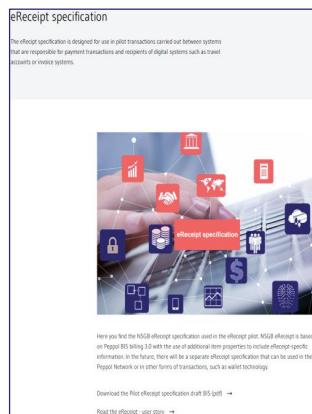 eReceipt specification
The eRecipt specification is designed for use in pilot transactions carried out between systems
that are responsible for payment transactions and recipients of digital systems such as travel
accounts or invoice systems.
eReceipt specification
Here you find the NSGB eReceipt specification used in the eReceipt pilot. NSGB eReceipt is based
on Peppol BIS billing 3.0 with the use of additional item properties to include eReceipt-specific
information. In the future, there will be a separate eReceipt specification that can be used in the
Peppol Network or in other forms of transactions, such as wallet technology.
Download the Pilot eReceipt specification draft BIS (pdf) →
Read the eReceipt - user story →